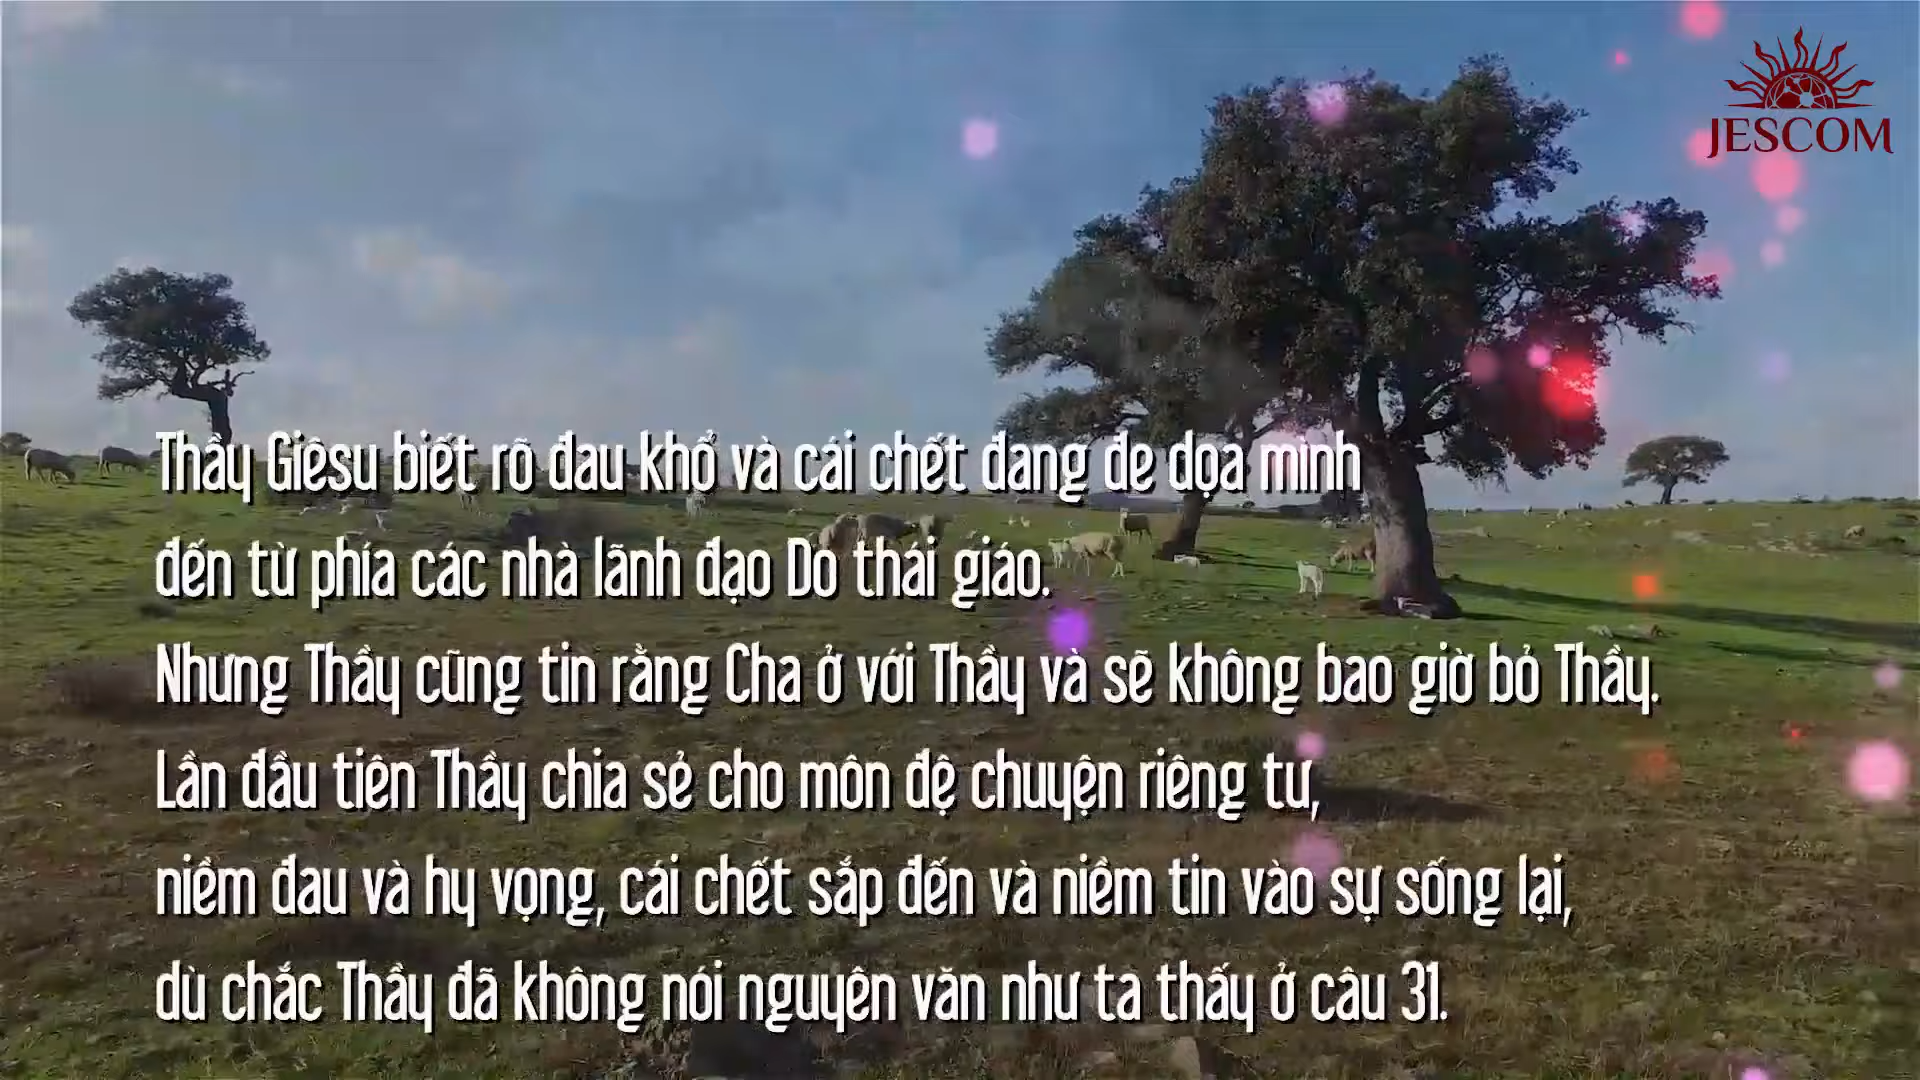 JESCOM
Thầy Giêsu biết rõ đau khổ và cái chết đang đe dọa mình
đến từ phía các nhà lãnh đạo Do thái giáo.
Nhưng Thầy cũng tin rằng Cha ở với Thầy và sẽ không bao giờ bỏ Thầy.
Lần đầu tiên Thầy chia sẻ cho môn đệ chuyện riêng tư,
niềm đau và hy vọng, cái chết sắp đến và niềm tin vào sự sống lại,
dù chắc Thầy đã không nói nguyên văn như ta thấy ở câu 31.